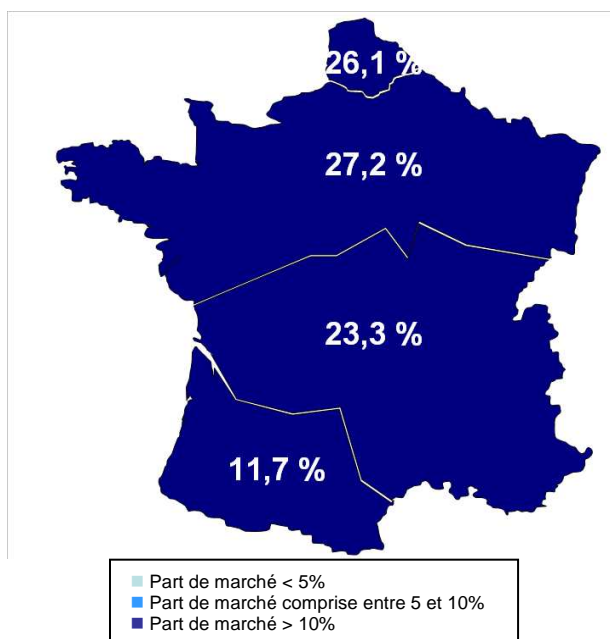 26,1 %
27,2 %
23,3 %
11,7 %
Part de marché < 5%
Part de marché comprise entre 5 et 10%
Part de marché > 10%